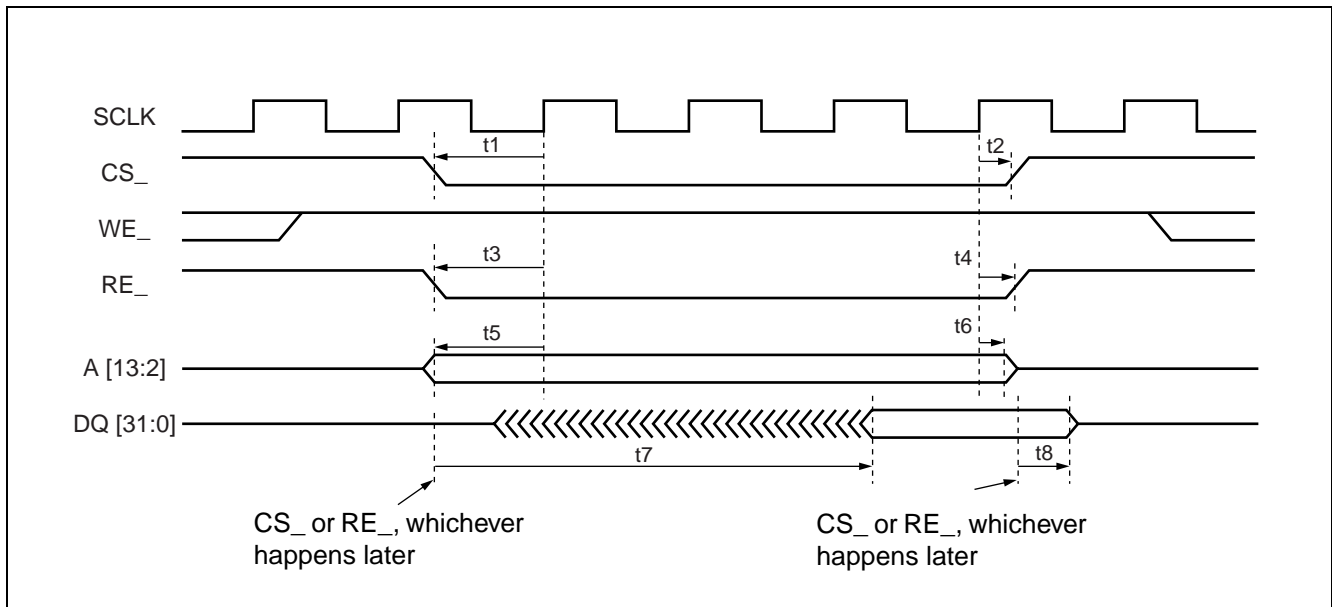 SCLK
t1
t2
CS_
WE_
t3
t4
RE_
t5
t6
A [13:2]
DQ [31:0]
t7
t8
CS_ or RE_, whichever
happens later
CS_ or RE_, whichever
happens later